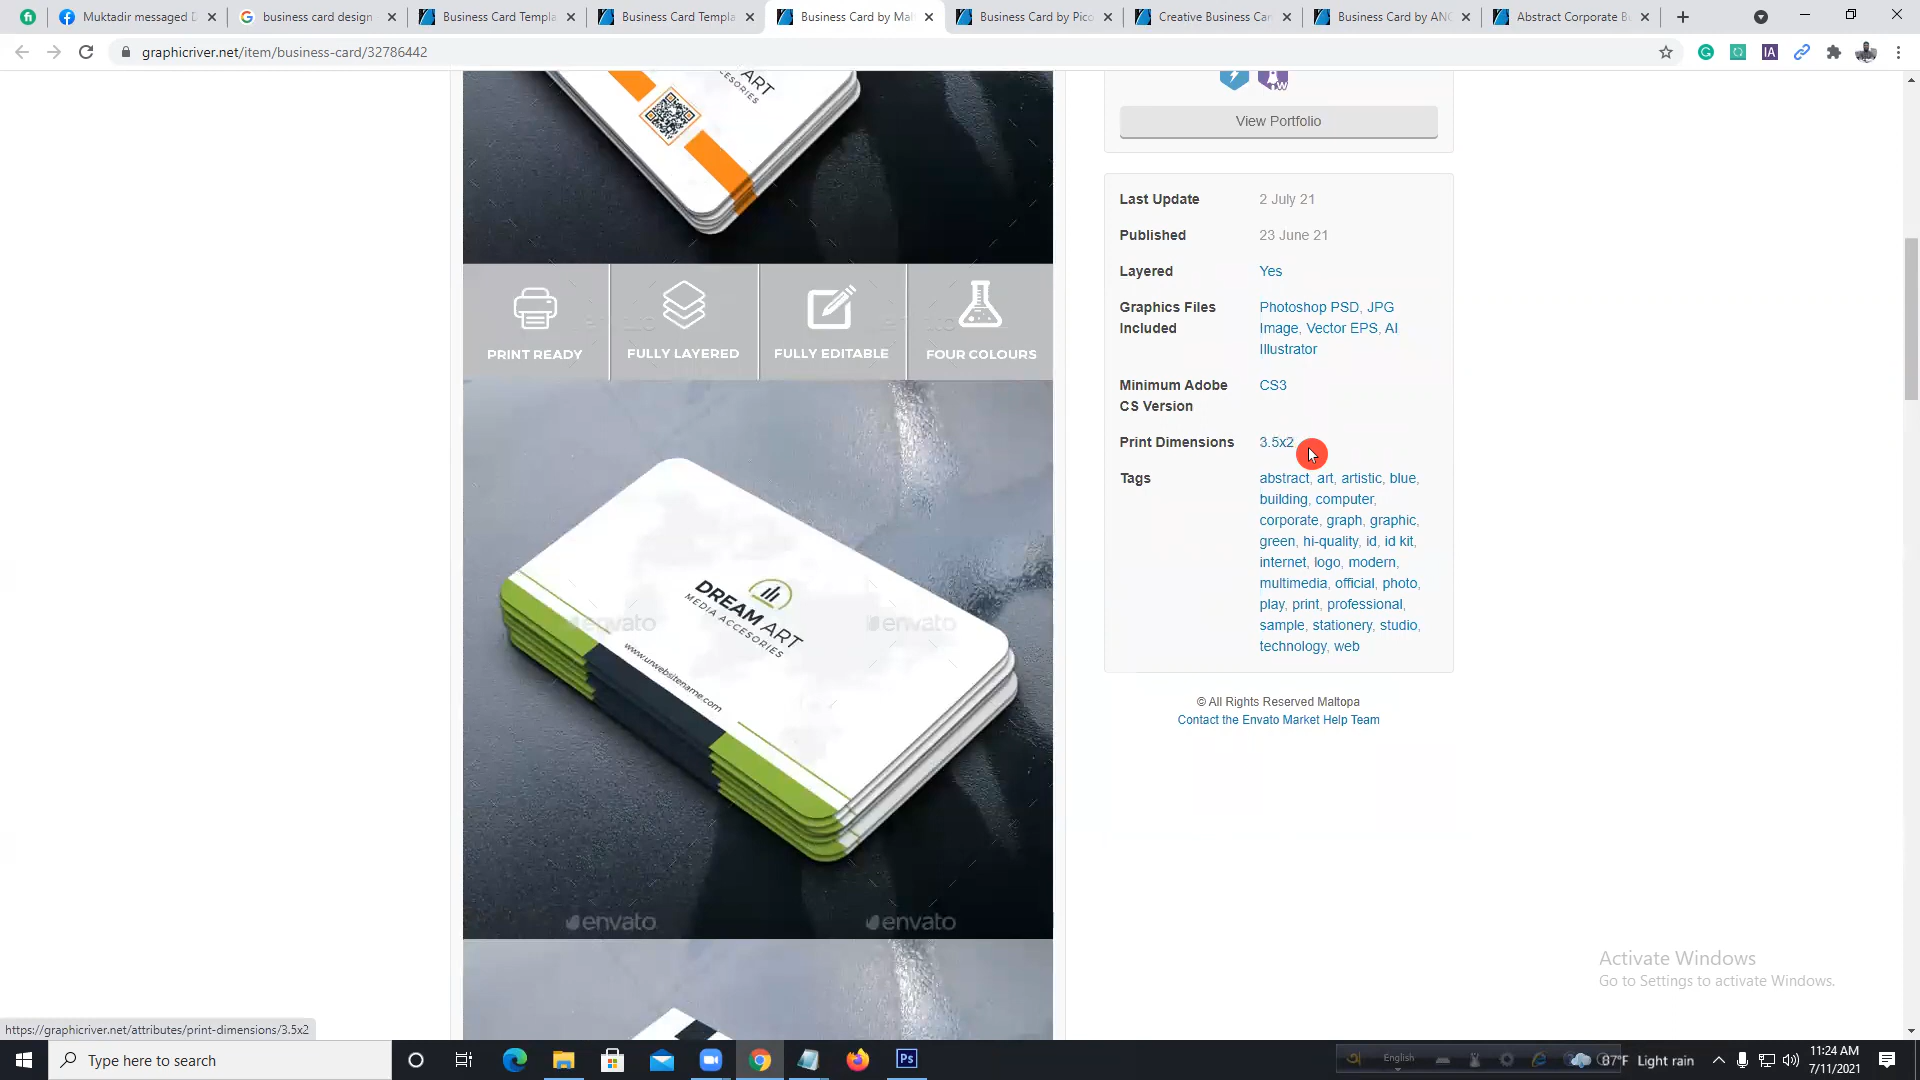 Muktadir messaged D
business card design
Business Card Templa
Business Card Templa
Business Card by Mal
Business Card by Pico
Creative Business Car
Business Card by ANO
Abstract Corporate B
graphicriver.net/item/business-card/32786442
ART
CESORIES
View Portfolio
Last Update 2 July 21
Published 23 June 21
Layered Yes
Graphics Files Included Photoshop PSD, JPG
Image, Vector EPS, AI
Illustrator
Minimum Adobe CS Version CS3
Print Dimensions 3.5x2
Tags abstract, art, artistic, blue,
building, computer,
corporate, graph, graphic,
green, hi-quality, id, id kit,
internet, logo, modern,
multimedia, official, photo,
play, print, professional,
sample, stationery, studio,
technology, web
© All Rights Reserved Maltopa
Contact the Envato Market Help Team
PRINT READY
FULLY LAYERED
FULLY EDITABLE
FOUR COLOURS
DREAM ART
MEDIA ACCESORIES
www.urwebsitename.com
envato
envato
envato
envato
Activate Windows
Go to Settings to activate Windows.
https://graphicriver.net/attributes/print-dimensions/3.5x2
Type here to search
Ps
English
87°F Light rain
11:24 AM
7/11/2021